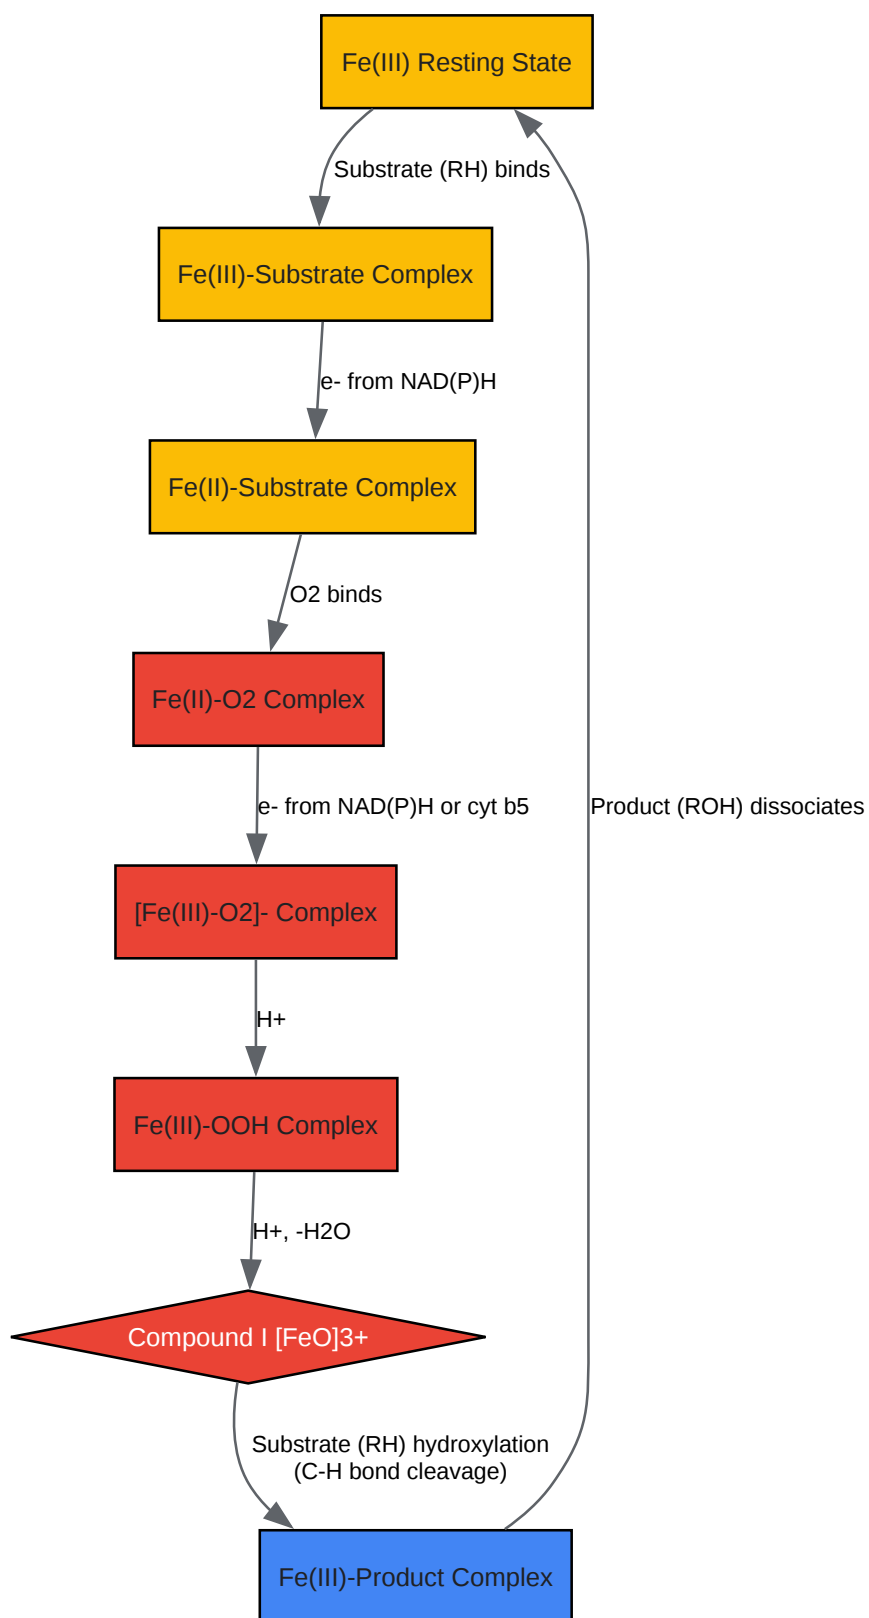 Fe(III) Resting State
Substrate (RH) binds
Fe(III)-Substrate Complex
e- from NAD(P)H
Fe(II)-Substrate Complex
O2 binds
Fe(II)-O2 Complex
e- from NAD(P)H or cyt b5
Product (ROH) dissociates
[Fe(III)-O2]- Complex
H+
Fe(III)-OOH Complex
H+, -H2O
Compound I [FeO]3+
Substrate (RH) hydroxylation
(C-H bond cleavage)
Fe(III)-Product Complex